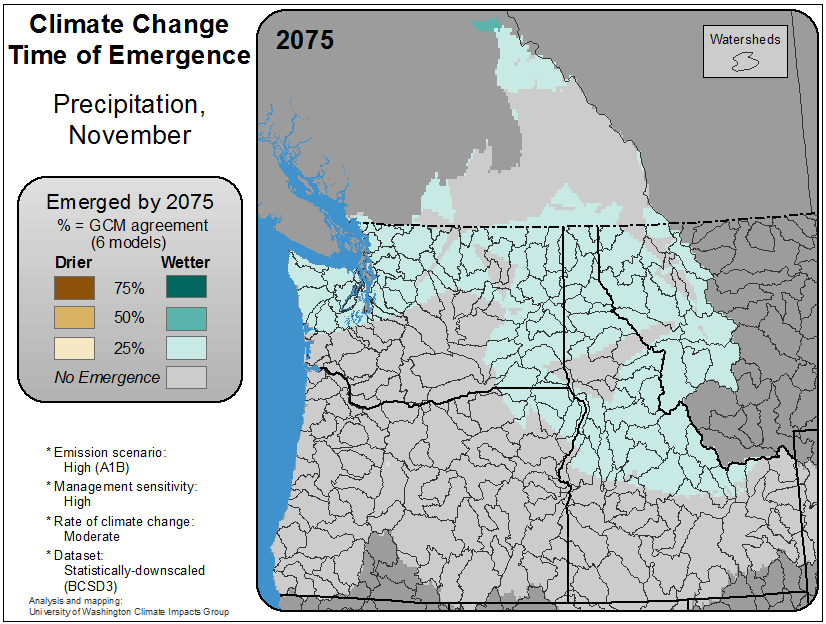 Climate Change
Time of Emergence
Precipitation,
November
Emerged by 2075
% = GCM agreement
(6 models)
Drier Wetter
75%
50%
25%
No Emergence
* Emission scenario:
High (A1B)
* Management sensitivity:
High
* Rate of climate change:
Moderate
* Dataset:
Statistically-downscaled
(BCSD3)
Analysis and mapping:
University of Washington Climate Impacts Group
2075
Watersheds